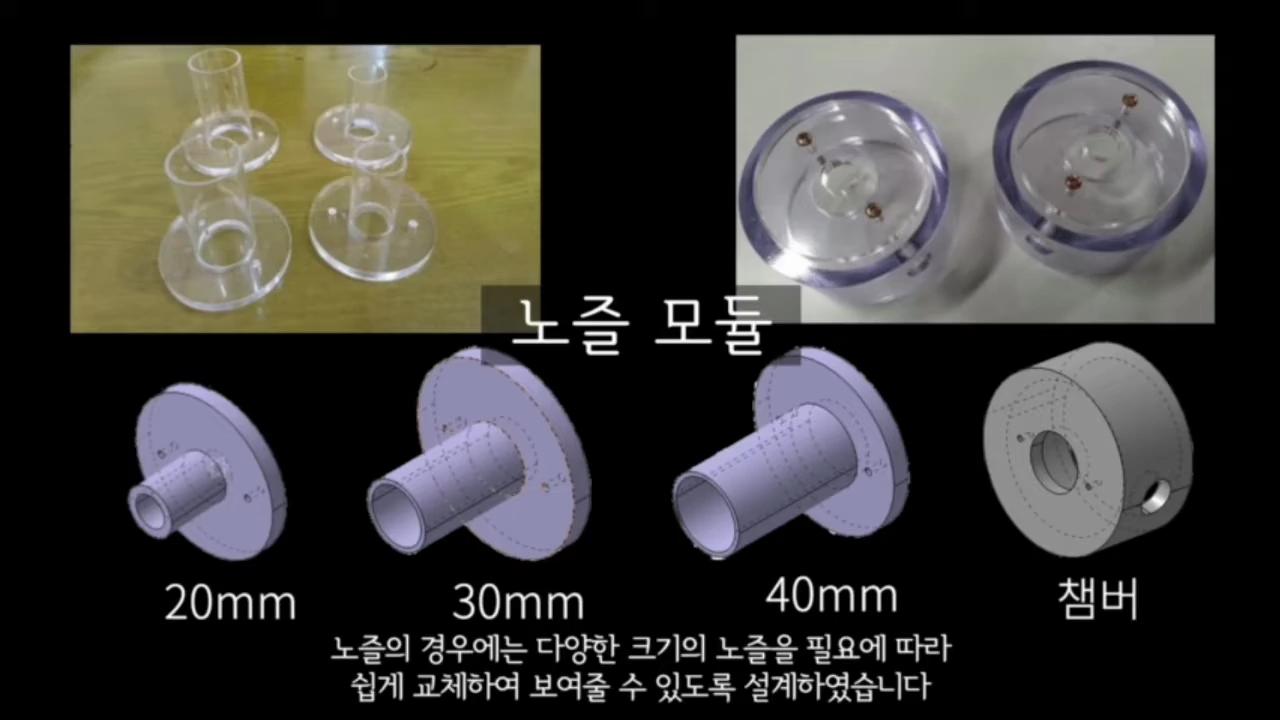 노즐 모듈
20mm
30mm
40mm
챔버
노즐의 경우에는 다양한 크기의 노즐을 필요에 따라
쉽게 교체하여 보여줄 수 있도록 설계하였습니다